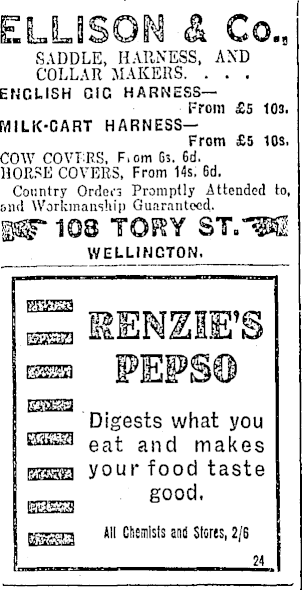 ELLISON & Co.,
SADDLE, HARNESS, AND
COLLAR MAKERS. . . .
ENGLISH GIG HARNESS—
From £5 10s.
MILK-CART HARNESS—
From £5 10s.
COW COVERS, From 6s. 6d.
HORSE COVERS, From 14s. 6d.
Country Orders Promptly Attended to,
and Workmanship Guaranteed.
108 TORY ST.
WELLINGTON.
RENZIE'S
PEPSO
Digests what you
eat and makes
your food taste
good.
All Chemists and Stores, 2/6
24